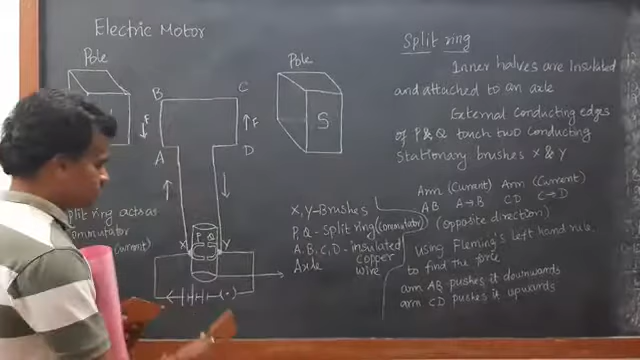 Electric Motor
Pole
Pole
S
B
C
A
D
F
F
P Q
X
Y
split ring acts as
commutator
current)
X,Y-Brushes
P,Q-split ring (commutator)
A,B,C,D-insulated
copper
wire
Axle
Split ring
Inner halves are Insulated
and attached to an axle
External conducting edges
of P & Q touch two conducting
stationary brushes X & Y
Arm (Current) Arm (Current)
AB A→B CD C→D
(opposite direction)
Using Fleming's Left hand rule.
to find the force
arm AB pushes it downwards
arm CD pushes it upwards